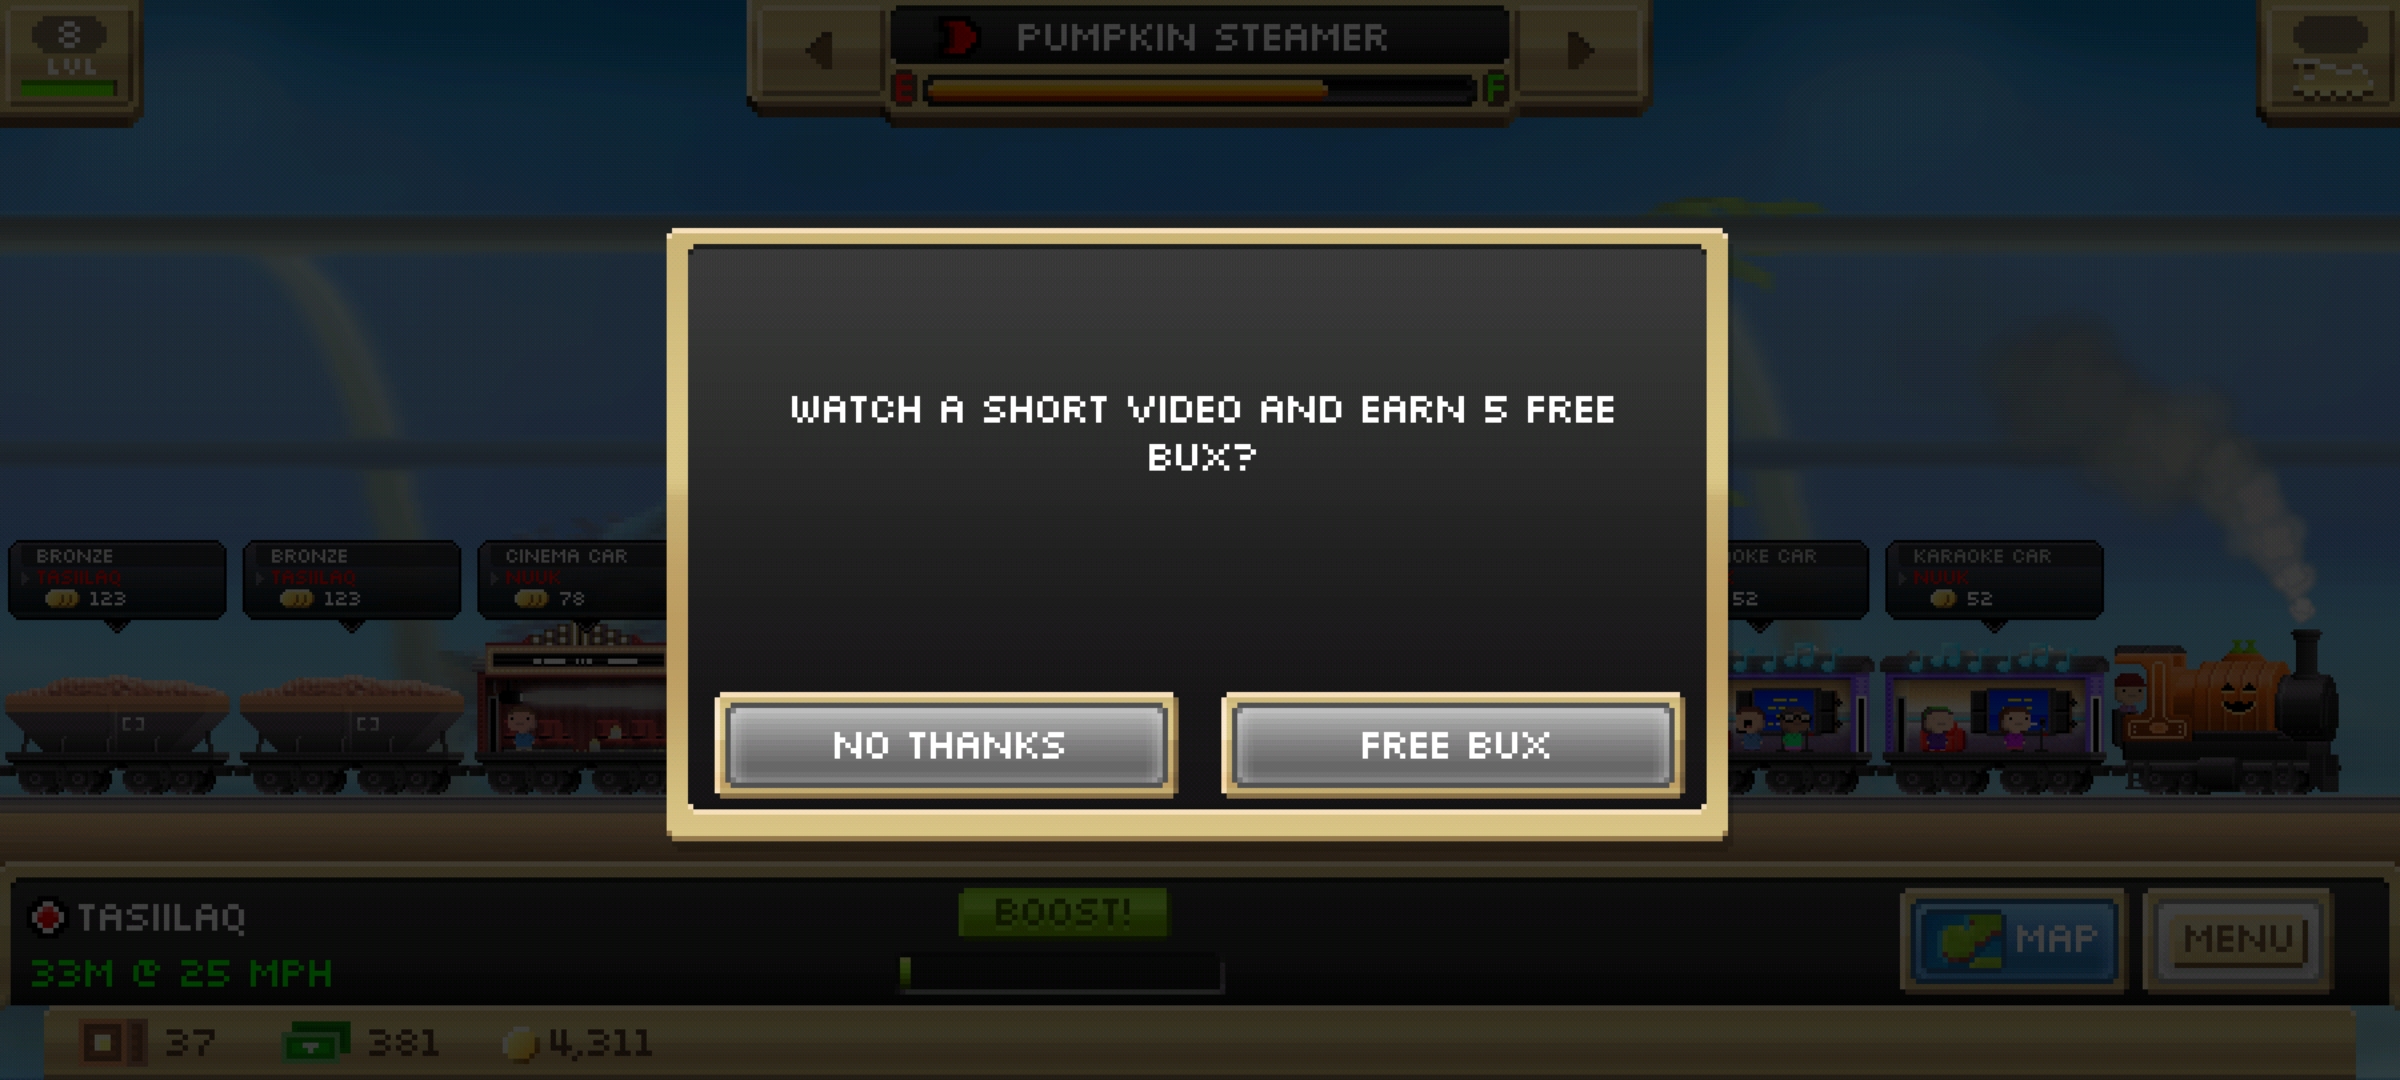 8
LVL
PUMPKIN STEAMER
E F
WATCH A SHORT VIDEO AND EARN 5 FREE
BUX?
NO THANKS
FREE BUX
BRONZE
TASIILAQ
123
BRONZE
TASIILAQ
123
CINEMA CAR
NUUK
78
OKE CAR
52
KARAOKE CAR
NUUK
52
TASIILAQ
33M @ 25 MPH
BOOST!
MAP
MENU
37
381
4,311